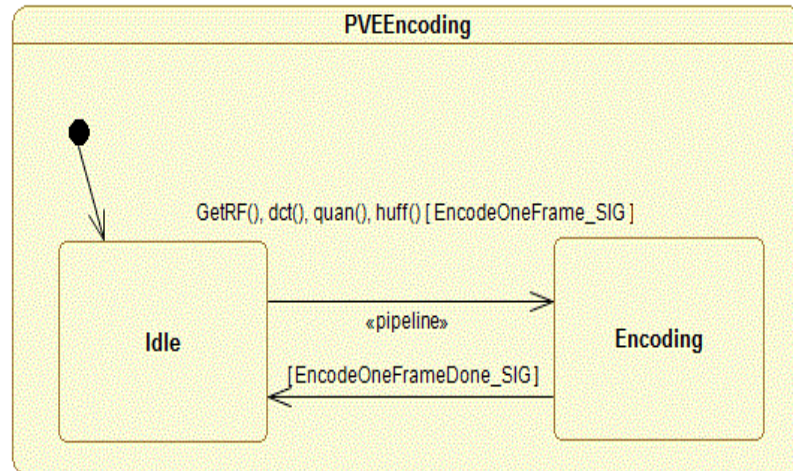 PVEEncoding
GetRF(), dct(), quan(), huff() [ EncodeOneFrame_SIG ]
«pipeline»
Idle
Encoding
[EncodeOneFrameDone_SIG]